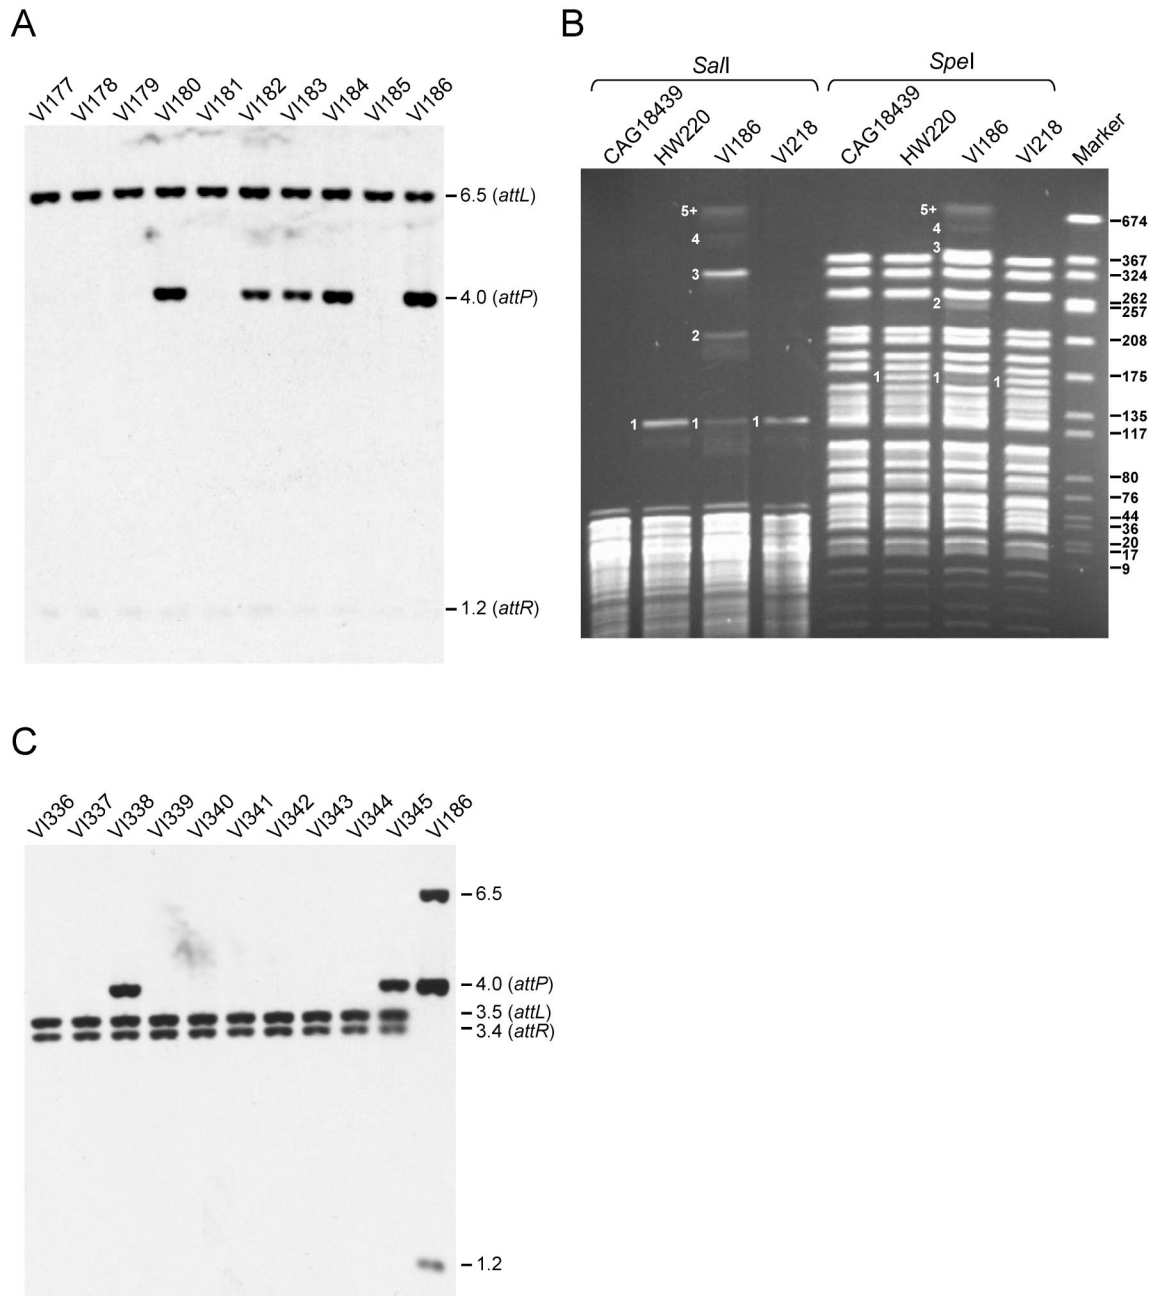 A
VI177 VI178 VI179 VI180 VI181 VI182 VI183 VI184 VI185 VI186
6.5 (attL)
4.0 (attP)
1.2 (attR)
B
SalI SpeI
CAG18439 HW220 VI186 VI218 CAG18439 HW220 VI186 VI218 Marker
5+ 5+
674
4 4
3
367
3 324
2 262
257
2 208
1 1 1 175
135
1 1 1 117
80
76
44
36
20
17
9
C
VI336 VI337 VI338 VI339 VI340 VI341 VI342 VI343 VI344 VI345 VI186
6.5
4.0 (attP)
3.5 (attL)
3.4 (attR)
1.2